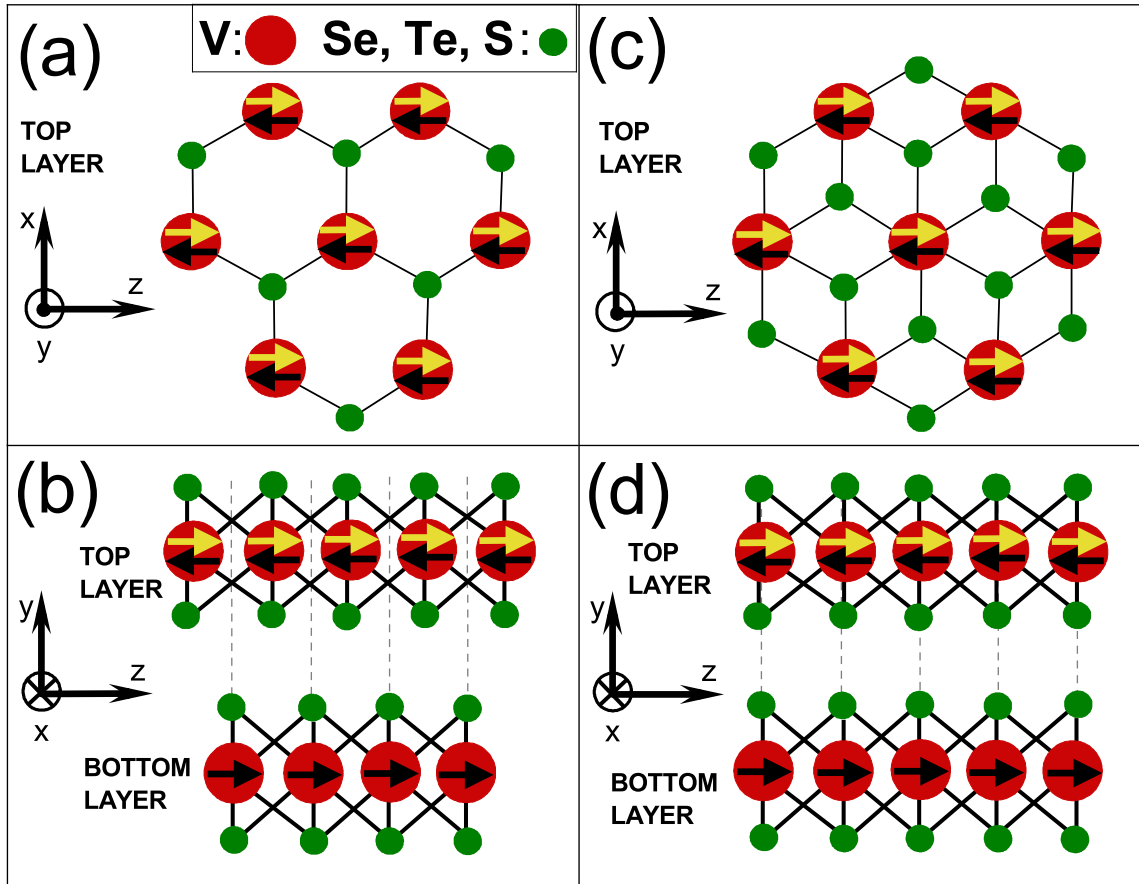 (a)
V: Se, Te, S:
TOP
LAYER
x
z
y
(c)
TOP
LAYER
x
z
y
(b)
TOP
LAYER
y
z
x
BOTTOM
LAYER
(d)
TOP
LAYER
y
z
x
BOTTOM
LAYER